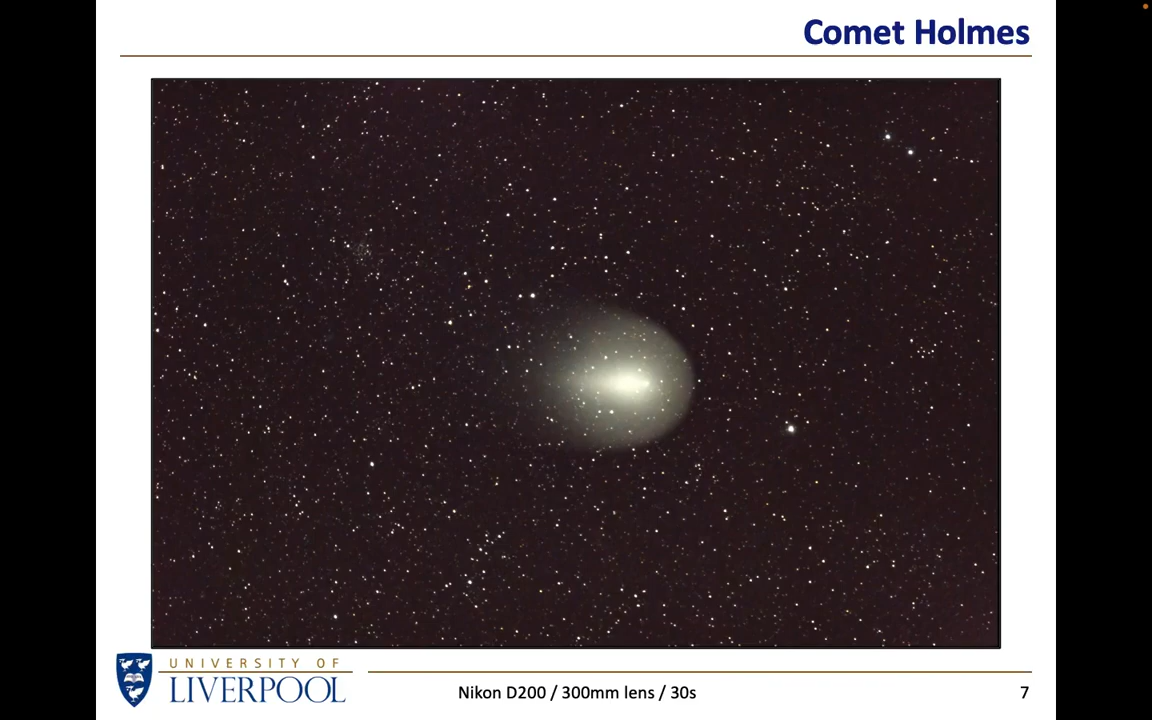 Comet Holmes
UNIVERSITY OF
LIVERPOOL
Nikon D200 / 300mm lens / 30s
7